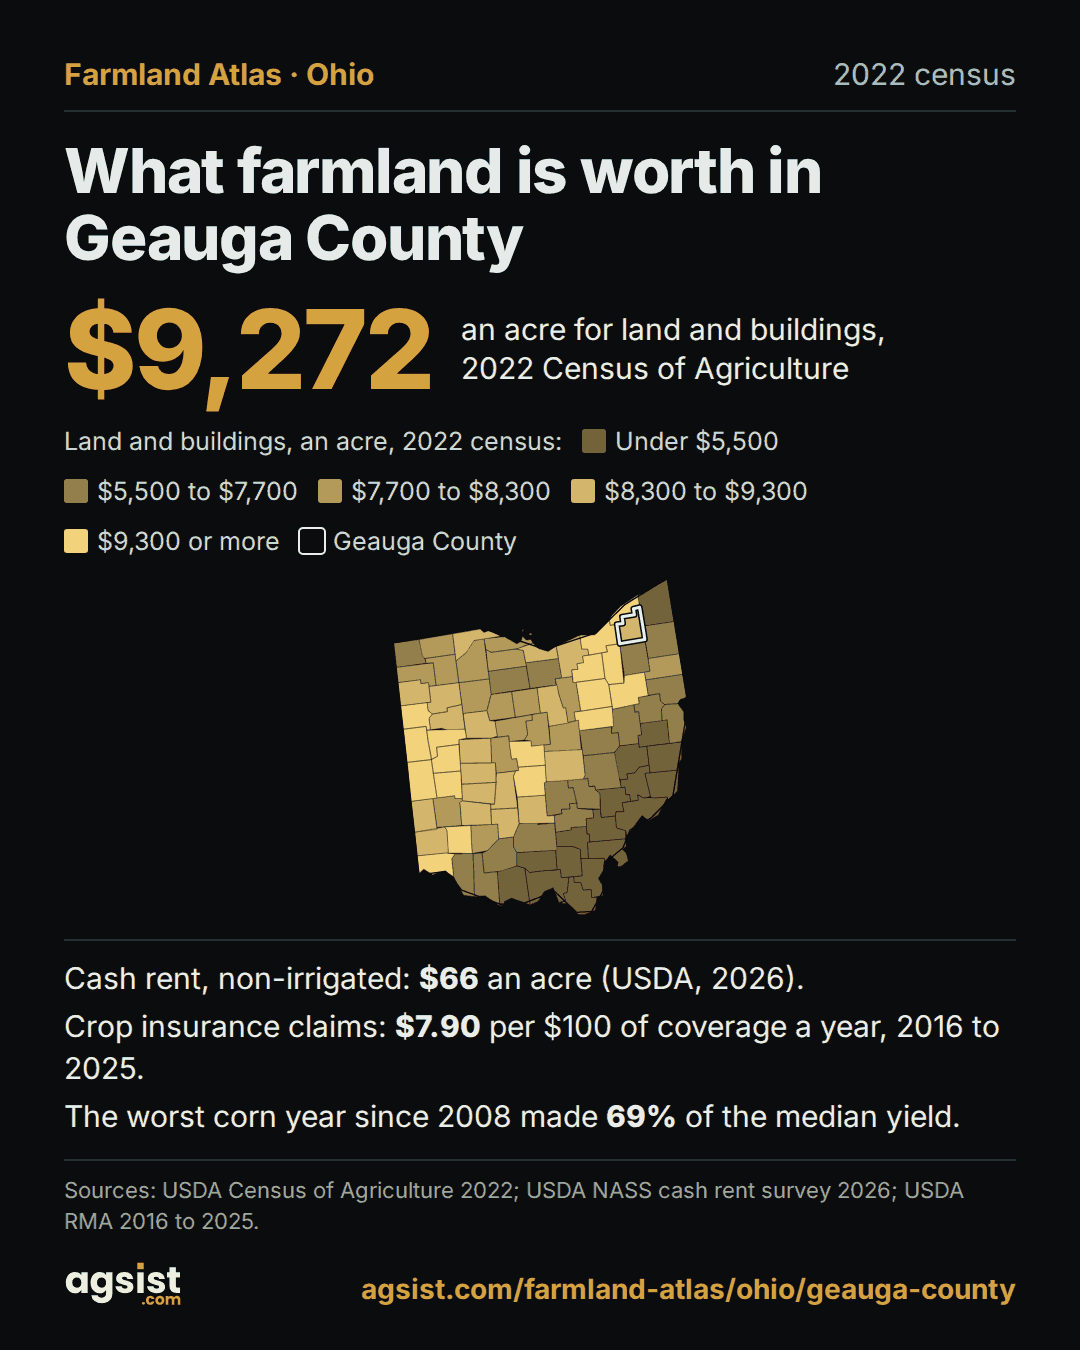 Farmland Atlas · Ohio
2022 census
What farmland is worth in
Geauga County
$9,272
an acre for land and buildings,
2022 Census of Agriculture
Land and buildings, an acre, 2022 census: Under $5,500
$5,500 to $7,700 $7,700 to $8,300 $8,300 to $9,300
$9,300 or more Geauga County
Cash rent, non-irrigated: $66 an acre (USDA, 2026).
Crop insurance claims: $7.90 per $100 of coverage a year, 2016 to
2025.
The worst corn year since 2008 made 69% of the median yield.
Sources: USDA Census of Agriculture 2022; USDA NASS cash rent survey 2026; USDA
RMA 2016 to 2025.
agsist
.com
agsist.com/farmland-atlas/ohio/geauga-county